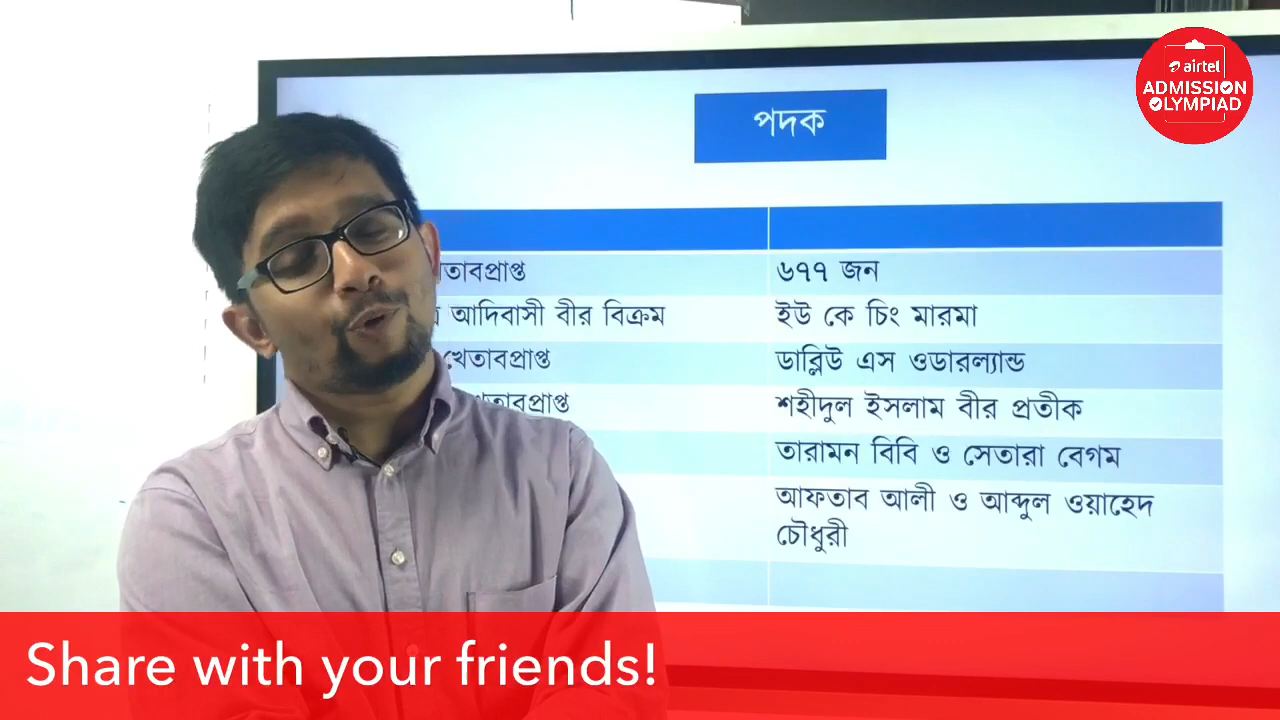 airtel
ADMISSION
OLYMPIAD
পদক
খেতাবপ্রাপ্ত ৬৭৭ জন
আদিবাসী বীর বিক্রম ইউ কে চিং মারমা
খেতাবপ্রাপ্ত ডাব্লিউ এস ওডারল্যান্ড
খেতাবপ্রাপ্ত শহীদুল ইসলাম বীর প্রতীক
তারামন বিবি ও সেতারা বেগম
আফতাব আলী ও আব্দুল ওয়াহেদ
চৌধুরী
Share with your friends!